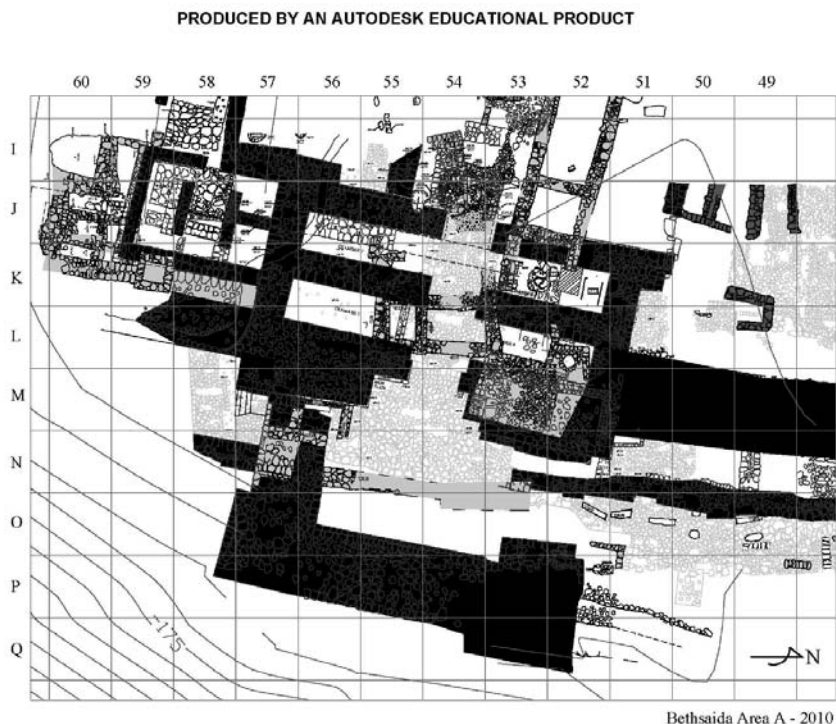 PRODUCED BY AN AUTODESK EDUCATIONAL PRODUCT
60 59 58 57 56 55 54 53 52 51 50 49
I
J
K
L
M
N
O
P
Q
-175
N
Bethsaida Area A - 2010